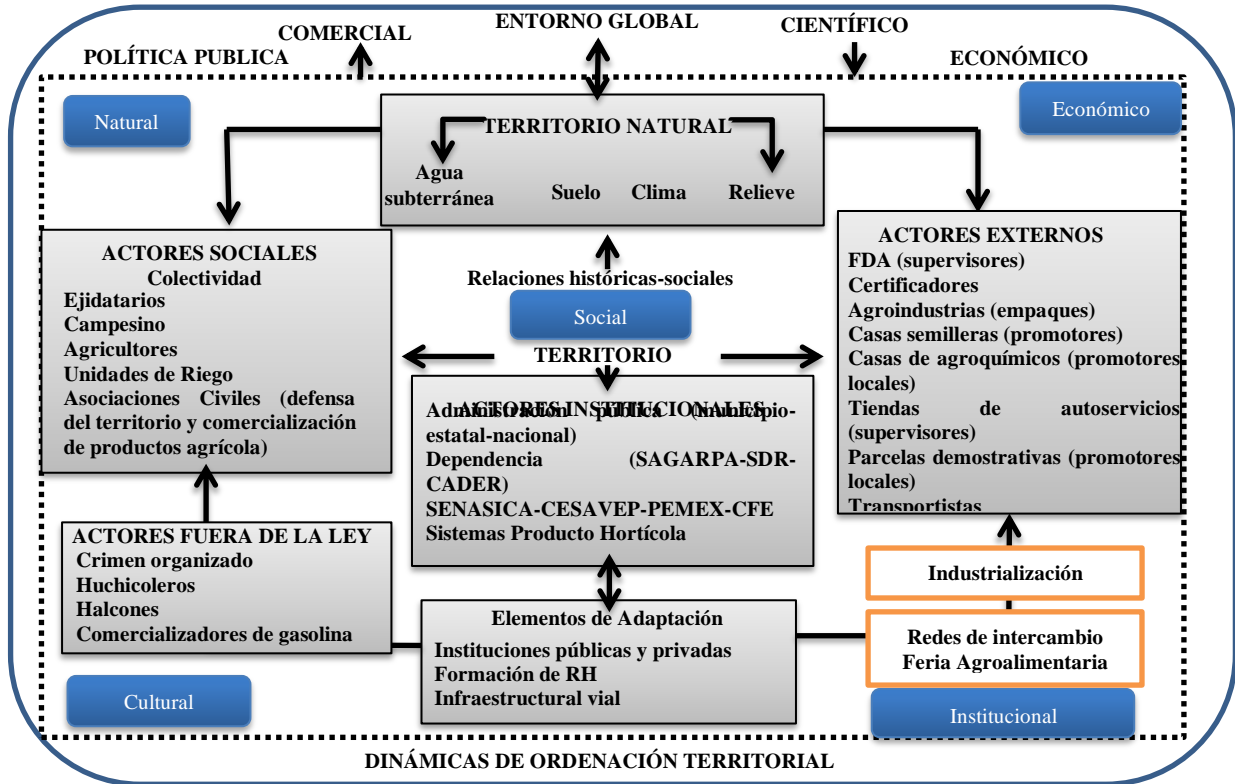 ENTORNO GLOBAL
COMERCIAL
CIENTÍFICO
POLÍTICA PUBLICA
ECONÓMICO
Natural
Económico
TERRITORIO NATURAL
Agua
subterránea
Suelo
Clima
Relieve
ACTORES SOCIALES
Colectividad
Ejidatarios
Campesino
Agricultores
Unidades de Riego
Asociaciones Civiles (defensa
del territorio y comercialización
de productos agrícola)
Relaciones históricas-sociales
Social
TERRITORIO
ACTORES EXTERNOS
FDA (supervisores)
Certificadores
Agroindustrias (empaques)
Casas semilleras (promotores)
Casas de agroquímicos (promotores
locales)
Tiendas de autoservicios
(supervisores)
Parcelas demostrativas (promotores
locales)
Transportistas
ACTORES INSTITUCIONALES
Administración pública (municipio-
estatal-nacional)
Dependencia (SAGARPA-SDR-
CADER)
SENASICA-CESAVEP-PEMEX-CFE
Sistemas Producto Hortícola
ACTORES FUERA DE LA LEY
Crimen organizado
Huchicoleros
Halcones
Comercializadores de gasolina
Elementos de Adaptación
Instituciones públicas y privadas
Formación de RH
Infraestructural vial
Industrialización
Redes de intercambio
Feria Agroalimentaria
Cultural
Institucional
DINÁMICAS DE ORDENACIÓN TERRITORIAL